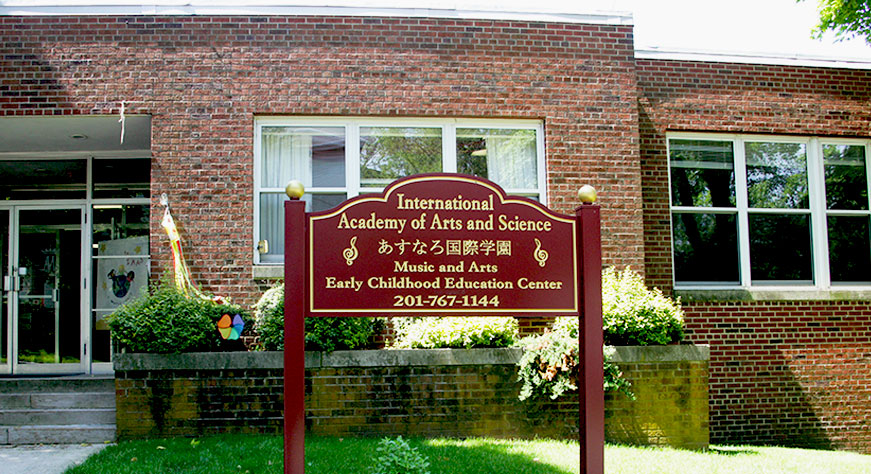 International
Academy of Arts and Science
あすなろ国際学園
Music and Arts
Early Childhood Education Center
201-767-1144